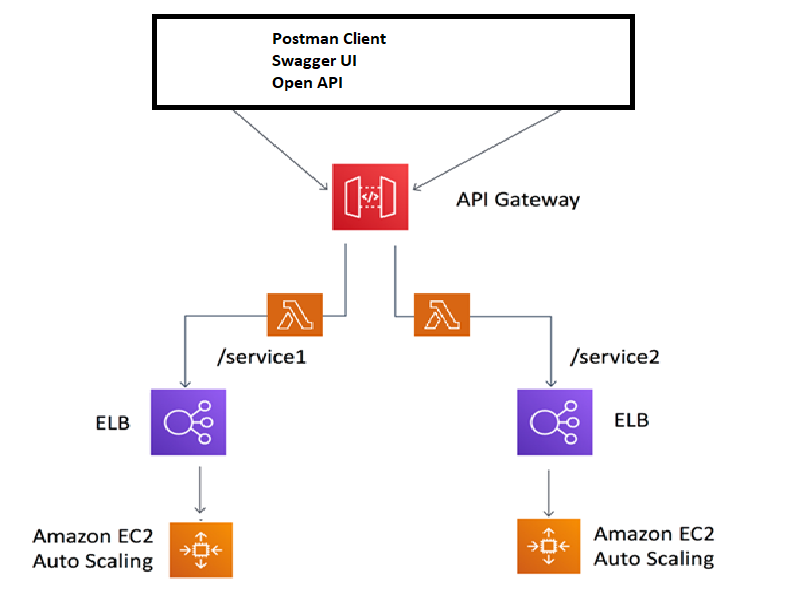 Postman Client
Swagger UI
Open API
</>
API Gateway
/service1
/service2
ELB
ELB
Amazon EC2
Auto Scaling
Amazon EC2
Auto Scaling